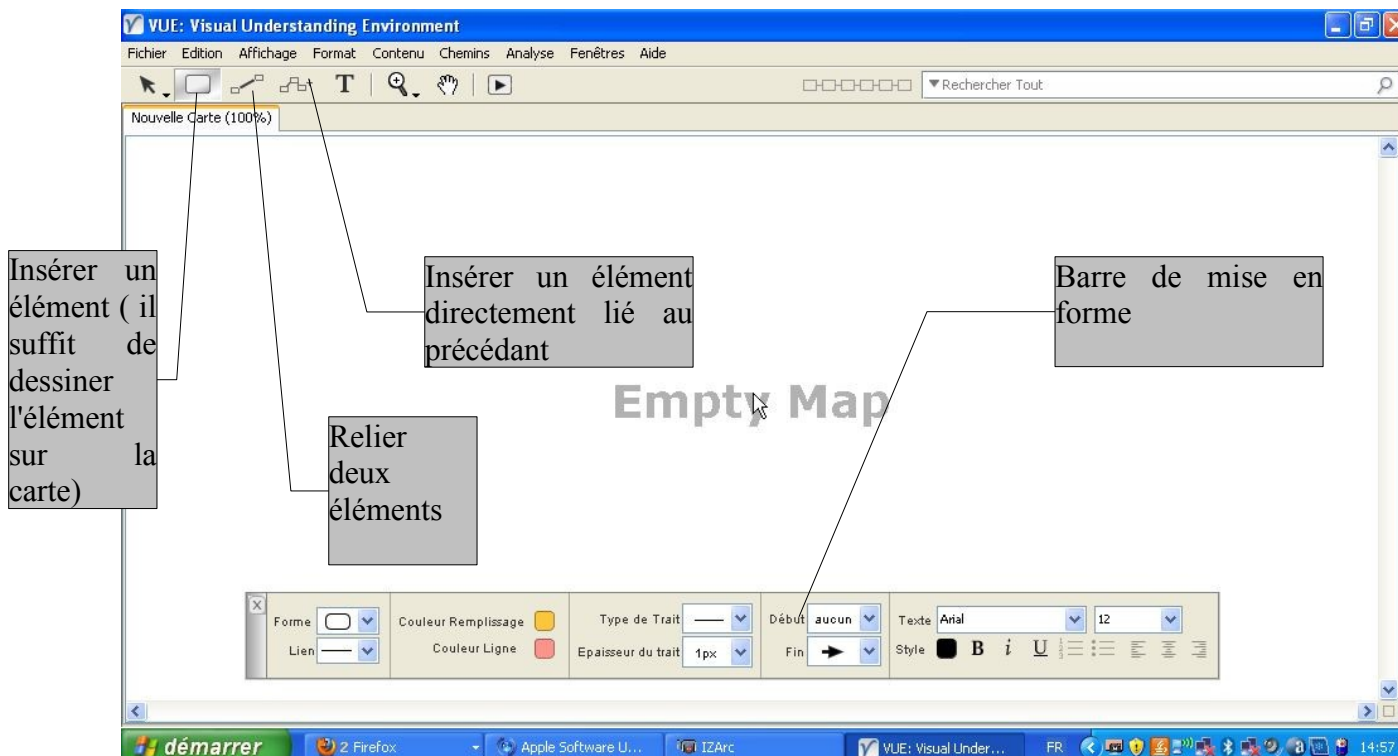 VUE: Visual Understanding Environment
Fichier Edition Affichage Format Contenu Chemins Analyse Fenêtres Aide
T
Rechercher Tout
Nouvelle Carte (100%)
Insérer un
élément ( il
suffit de
dessiner
l'élément
sur la
carte)
Insérer un élément
directement lié au
précédant
Barre de mise en
forme
Empty Map
Relier
deux
éléments
Forme
Lien
Couleur Remplissage
Couleur Ligne
Type de Trait
Epaisseur du trait 1px
Début aucun
Fin
Texte Arial 12
Style B i U
démarrer 2 Firefox Apple Software U... IZArc VUE: Visual Under... FR 14:57